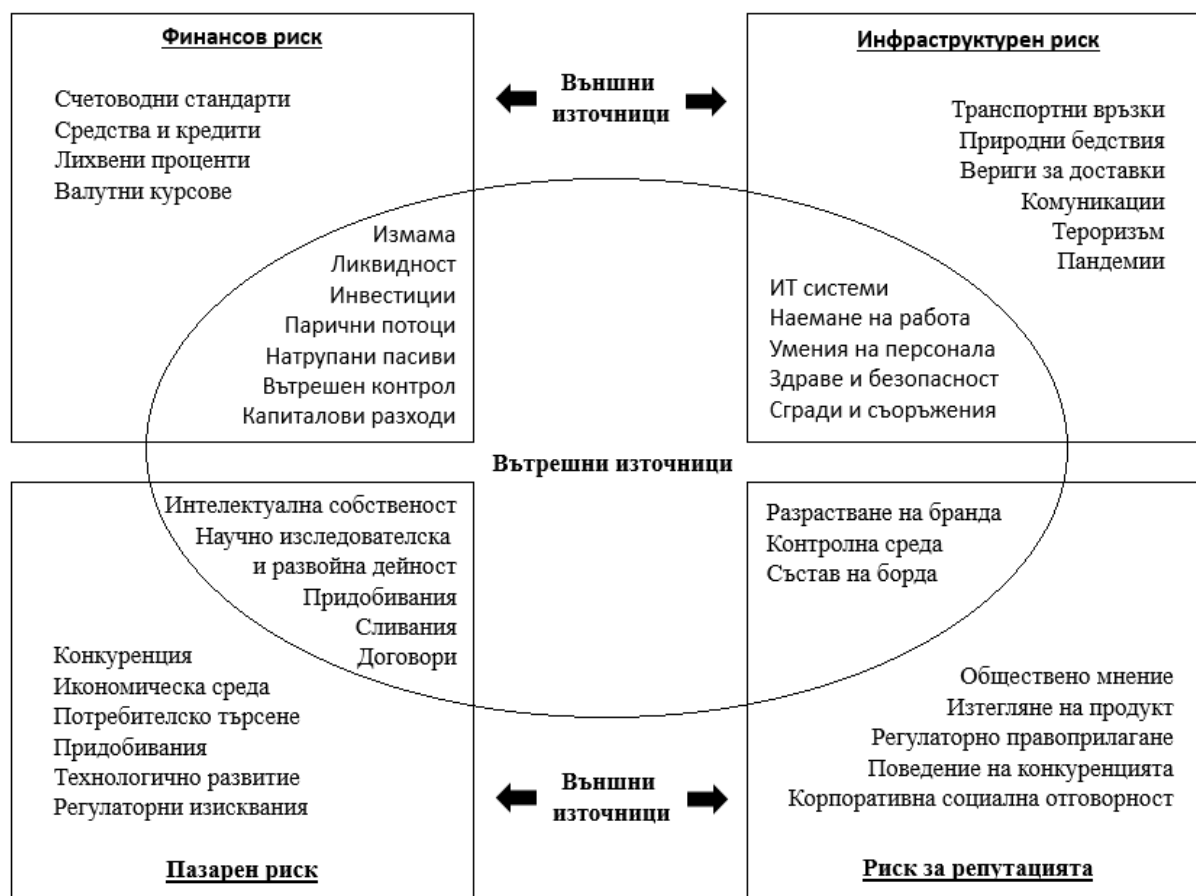 Финансов риск
Счетоводни стандарти
Средства и кредити
Лихвени проценти
Валутни курсове
Измама
Ликвидност
Инвестиции
Парични потоци
Натрупани пасиви
Вътрешен контрол
Капиталови разходи
Външни
източници
Инфраструктурен риск
Транспортни връзки
Природни бедствия
Вериги за доставки
Комуникации
Тероризъм
Пандемии
ИТ системи
Наемане на работа
Умения на персонала
Здраве и безопасност
Сгради и съоръжения
Вътрешни източници
Интелектуална собственост
Научно изследователска
и развойна дейност
Придобивания
Сливания
Договори
Конкуренция
Икономическа среда
Потребителско търсене
Придобивания
Технологично развитие
Регулаторни изисквания
Пазарен риск
Външни
източници
Разрастване на бранда
Контролна среда
Състав на борда
Обществено мнение
Изтегляне на продукт
Регулаторно правоприлагане
Поведение на конкуренцията
Корпоративна социална отговорност
Риск за репутацията